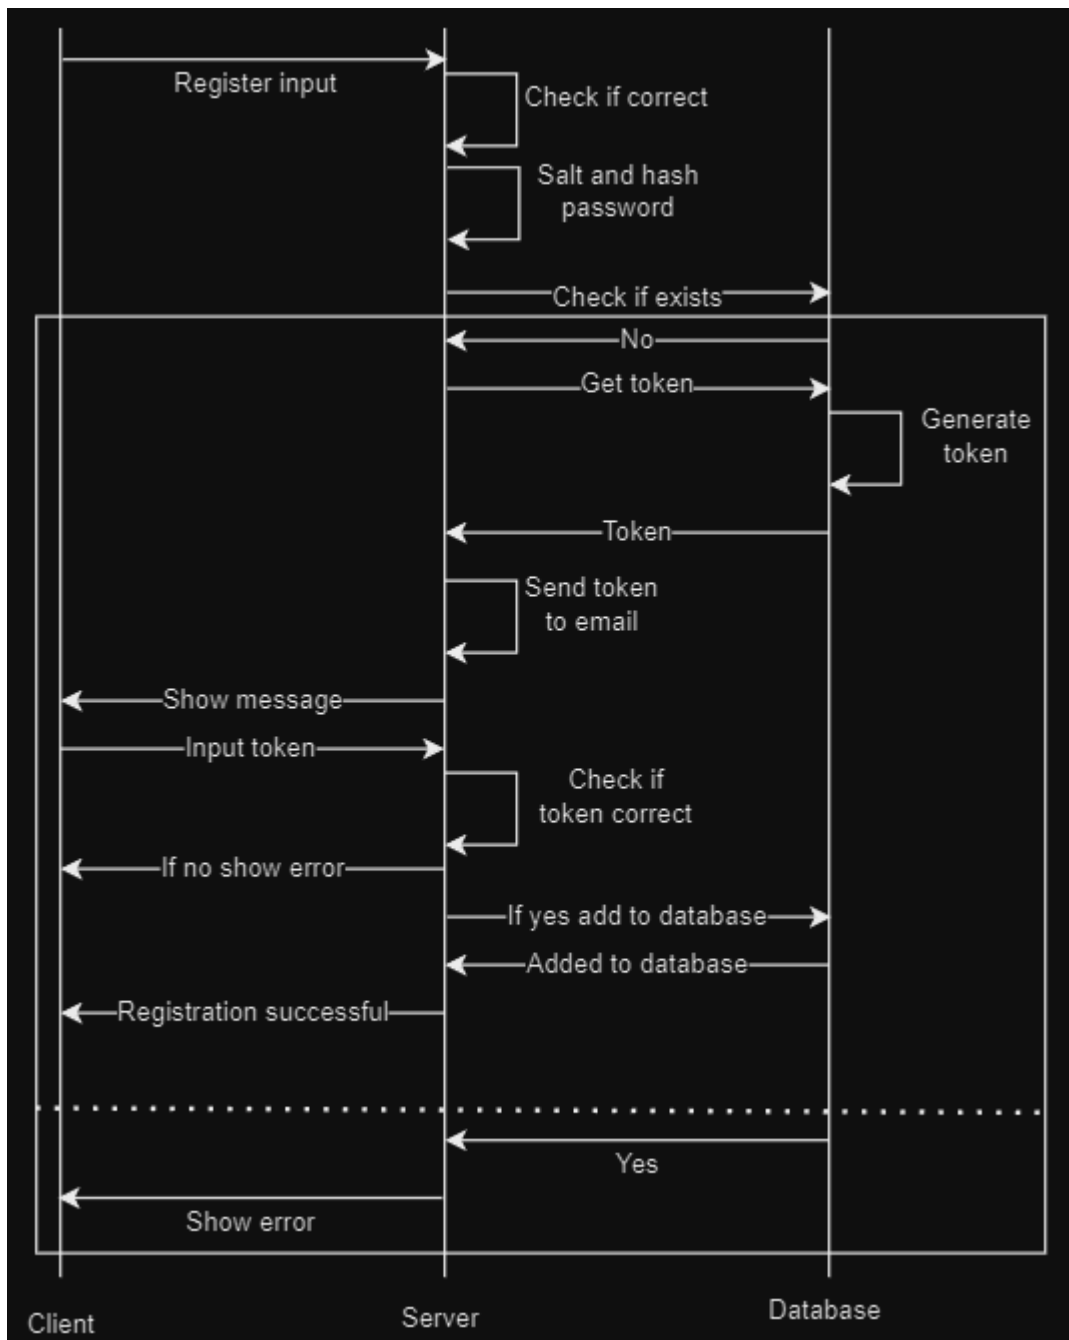 Register input
Check if correct
Salt and hash
password
Check if exists
No
Get token
Generate
token
Token
Send token
to email
Show message
Input token
Check if
token correct
If no show error
If yes add to database
Added to database
Registration successful
Yes
Show error
Client
Server
Database